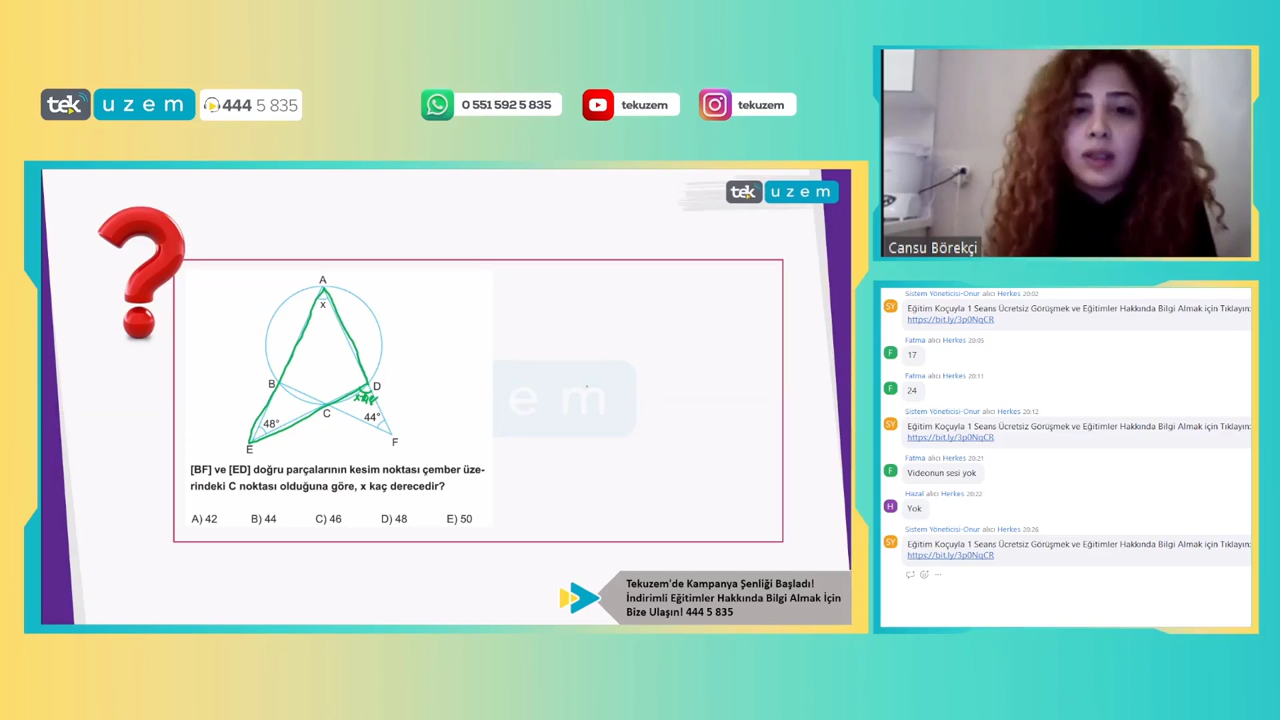 tek uzem 444 5 835
0 551 592 5 835
tekuzem
tekuzem
Cansu Börekçi
tek uzem
A
x
B
D
C
48°
44°
E
F
em
[BF] ve [ED] doğru parçalarının kesim noktası çember üze-
rindeki C noktası olduğuna göre, x kaç derecedir?
A) 42 B) 44 C) 46 D) 48 E) 50
Tekuzem'de Kampanya Şenliği Başladı!
İndirimli Eğitimler Hakkında Bilgi Almak İçin
Bize Ulaşın! 444 5 835
Sistem Yöneticisi-Onur alıcı Herkes 20:02
SY
Eğitim Koçuyla 1 Seans Ücretsiz Görüşmek ve Eğitimler Hakkında Bilgi Almak için Tıklayın:
https://bit.ly/3p0NqCR
Fatma alıcı Herkes 20:05
F
17
Fatma alıcı Herkes 20:11
F
24
Sistem Yöneticisi-Onur alıcı Herkes 20:12
SY
Eğitim Koçuyla 1 Seans Ücretsiz Görüşmek ve Eğitimler Hakkında Bilgi Almak için Tıklayın:
https://bit.ly/3p0NqCR
Fatma alıcı Herkes 20:21
F
Videonun sesi yok
Hazal alıcı Herkes 20:22
H
Yok
Sistem Yöneticisi-Onur alıcı Herkes 20:26
SY
Eğitim Koçuyla 1 Seans Ücretsiz Görüşmek ve Eğitimler Hakkında Bilgi Almak için Tıklayın:
https://bit.ly/3p0NqCR